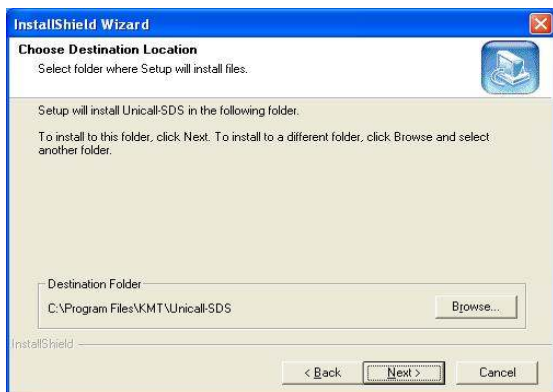 InstallShield Wizard
Choose Destination Location
Select folder where Setup will install files.
Setup will install Unicall-SDS in the following folder.
To install to this folder, click Next. To install to a different folder, click Browse and select
another folder.
Destination Folder
C:\Program Files\KMT\Unicall-SDS
Browse...
InstallShield
< Back
Next >
Cancel